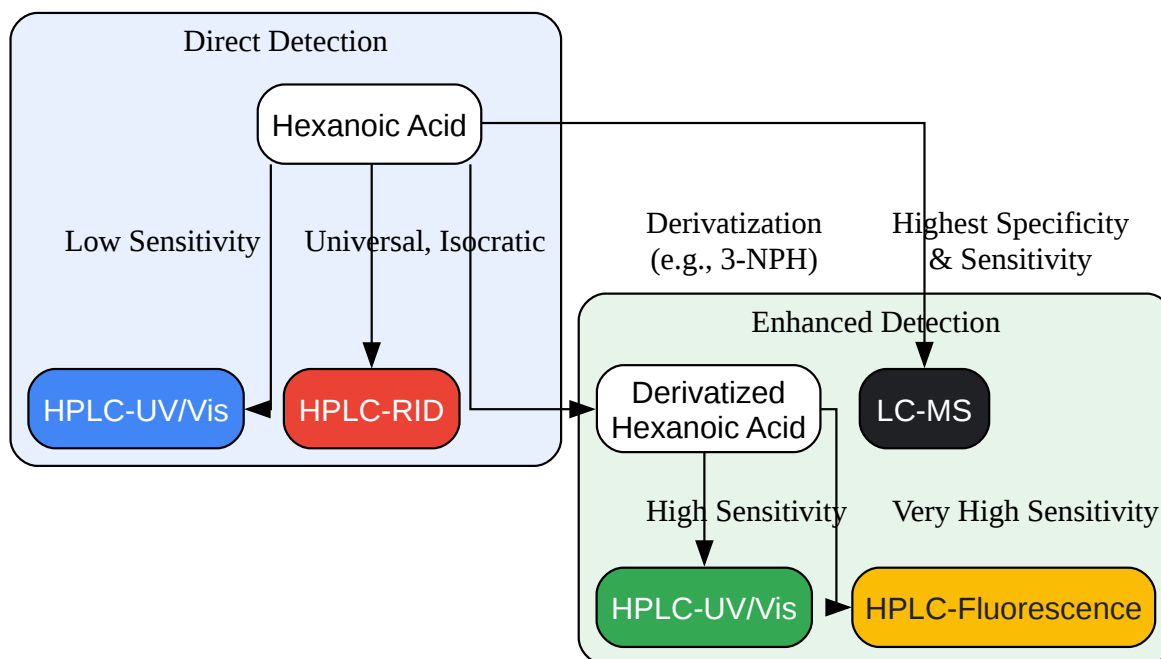 Direct Detection
Hexanoic Acid
Low Sensitivity
Universal, Isocratic
Derivatization
(e.g., 3-NPH)
Highest Specificity
& Sensitivity
Enhanced Detection
HPLC-UV/Vis
HPLC-RID
Derivatized
Hexanoic Acid
LC-MS
High Sensitivity
Very High Sensitivity
HPLC-UV/Vis
HPLC-Fluorescence